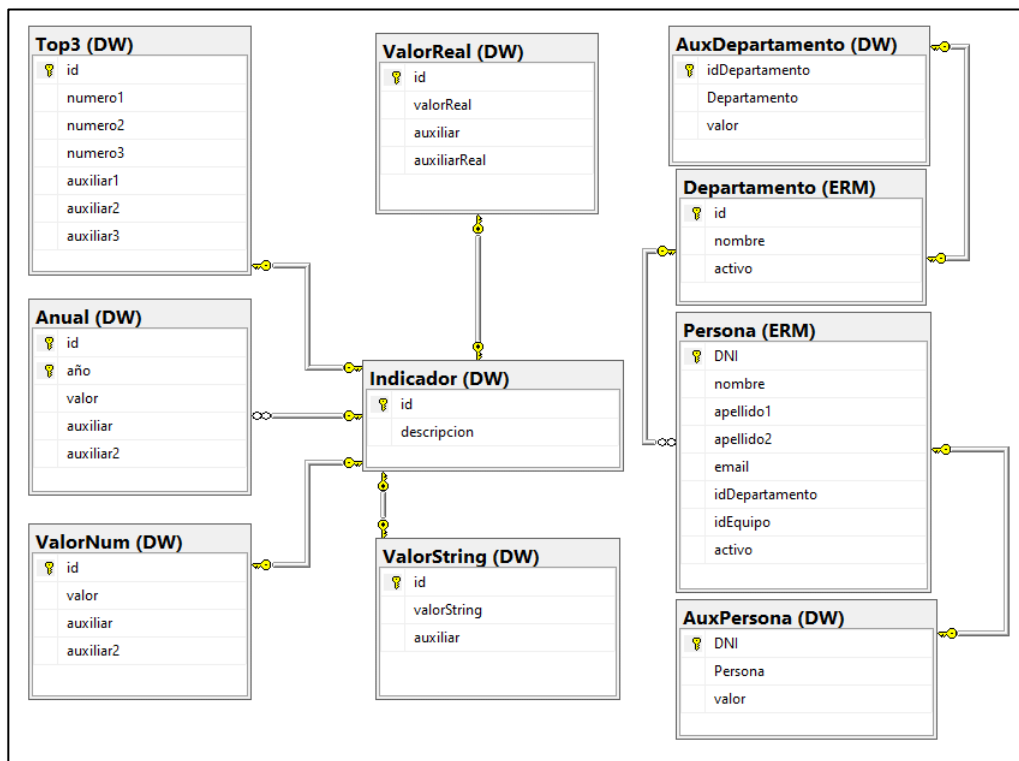 Top3 (DW)
id
numero1
numero2
numero3
auxiliar1
auxiliar2
auxiliar3
Anual (DW)
id
año
valor
auxiliar
auxiliar2
ValorNum (DW)
id
valor
auxiliar
auxiliar2
ValorReal (DW)
id
valorReal
auxiliar
auxiliarReal
Indicador (DW)
id
descripcion
ValorString (DW)
id
valorString
auxiliar
AuxDepartamento (DW)
idDepartamento
Departamento
valor
Departamento (ERM)
id
nombre
activo
Persona (ERM)
DNI
nombre
apellido1
apellido2
email
idDepartamento
idEquipo
activo
AuxPersona (DW)
DNI
Persona
valor